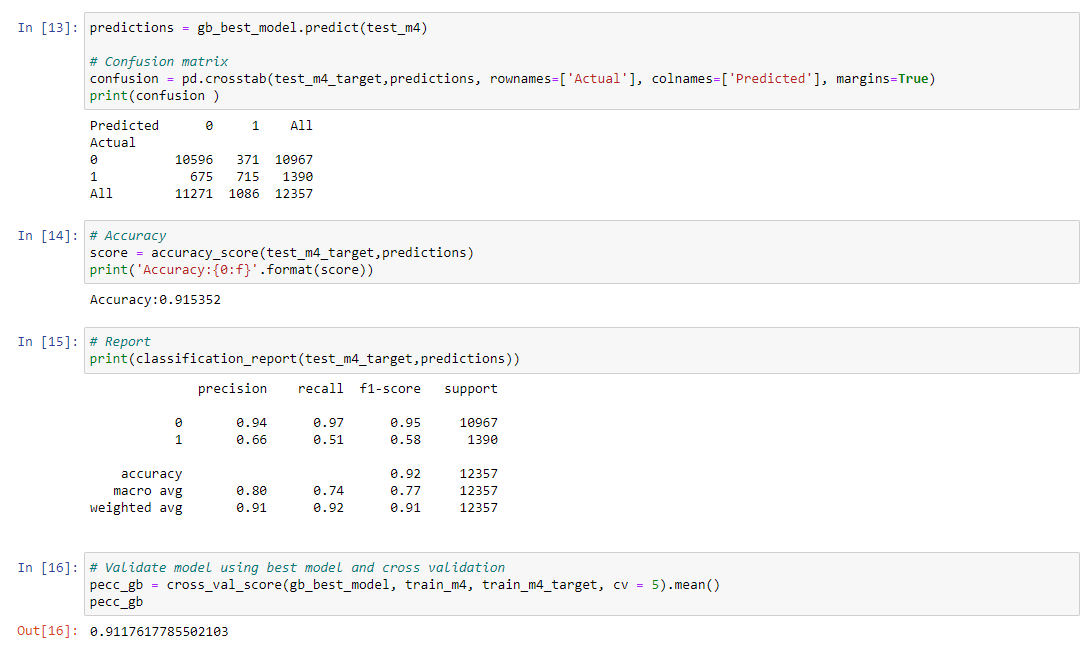 In [13]: predictions = gb_best_model.predict(test_m4)
# Confusion matrix
confusion = pd.crosstab(test_m4_target,predictions, rownames=['Actual'], colnames=['Predicted'], margins=True)
print(confusion )
Predicted 0 1 All
Actual
0 10596 371 10967
1 675 715 1390
All 11271 1086 12357
In [14]: # Accuracy
score = accuracy_score(test_m4_target,predictions)
print('Accuracy:{0:f}'.format(score))
Accuracy:0.915352
In [15]: # Report
print(classification_report(test_m4_target,predictions))
precision recall f1-score support
0 0.94 0.97 0.95 10967
1 0.66 0.51 0.58 1390
accuracy 0.92 12357
macro avg 0.80 0.74 0.77 12357
weighted avg 0.91 0.92 0.91 12357
In [16]: # Validate model using best model and cross validation
pecc_gb = cross_val_score(gb_best_model, train_m4, train_m4_target, cv = 5).mean()
pecc_gb
Out[16]: 0.9117617785502103